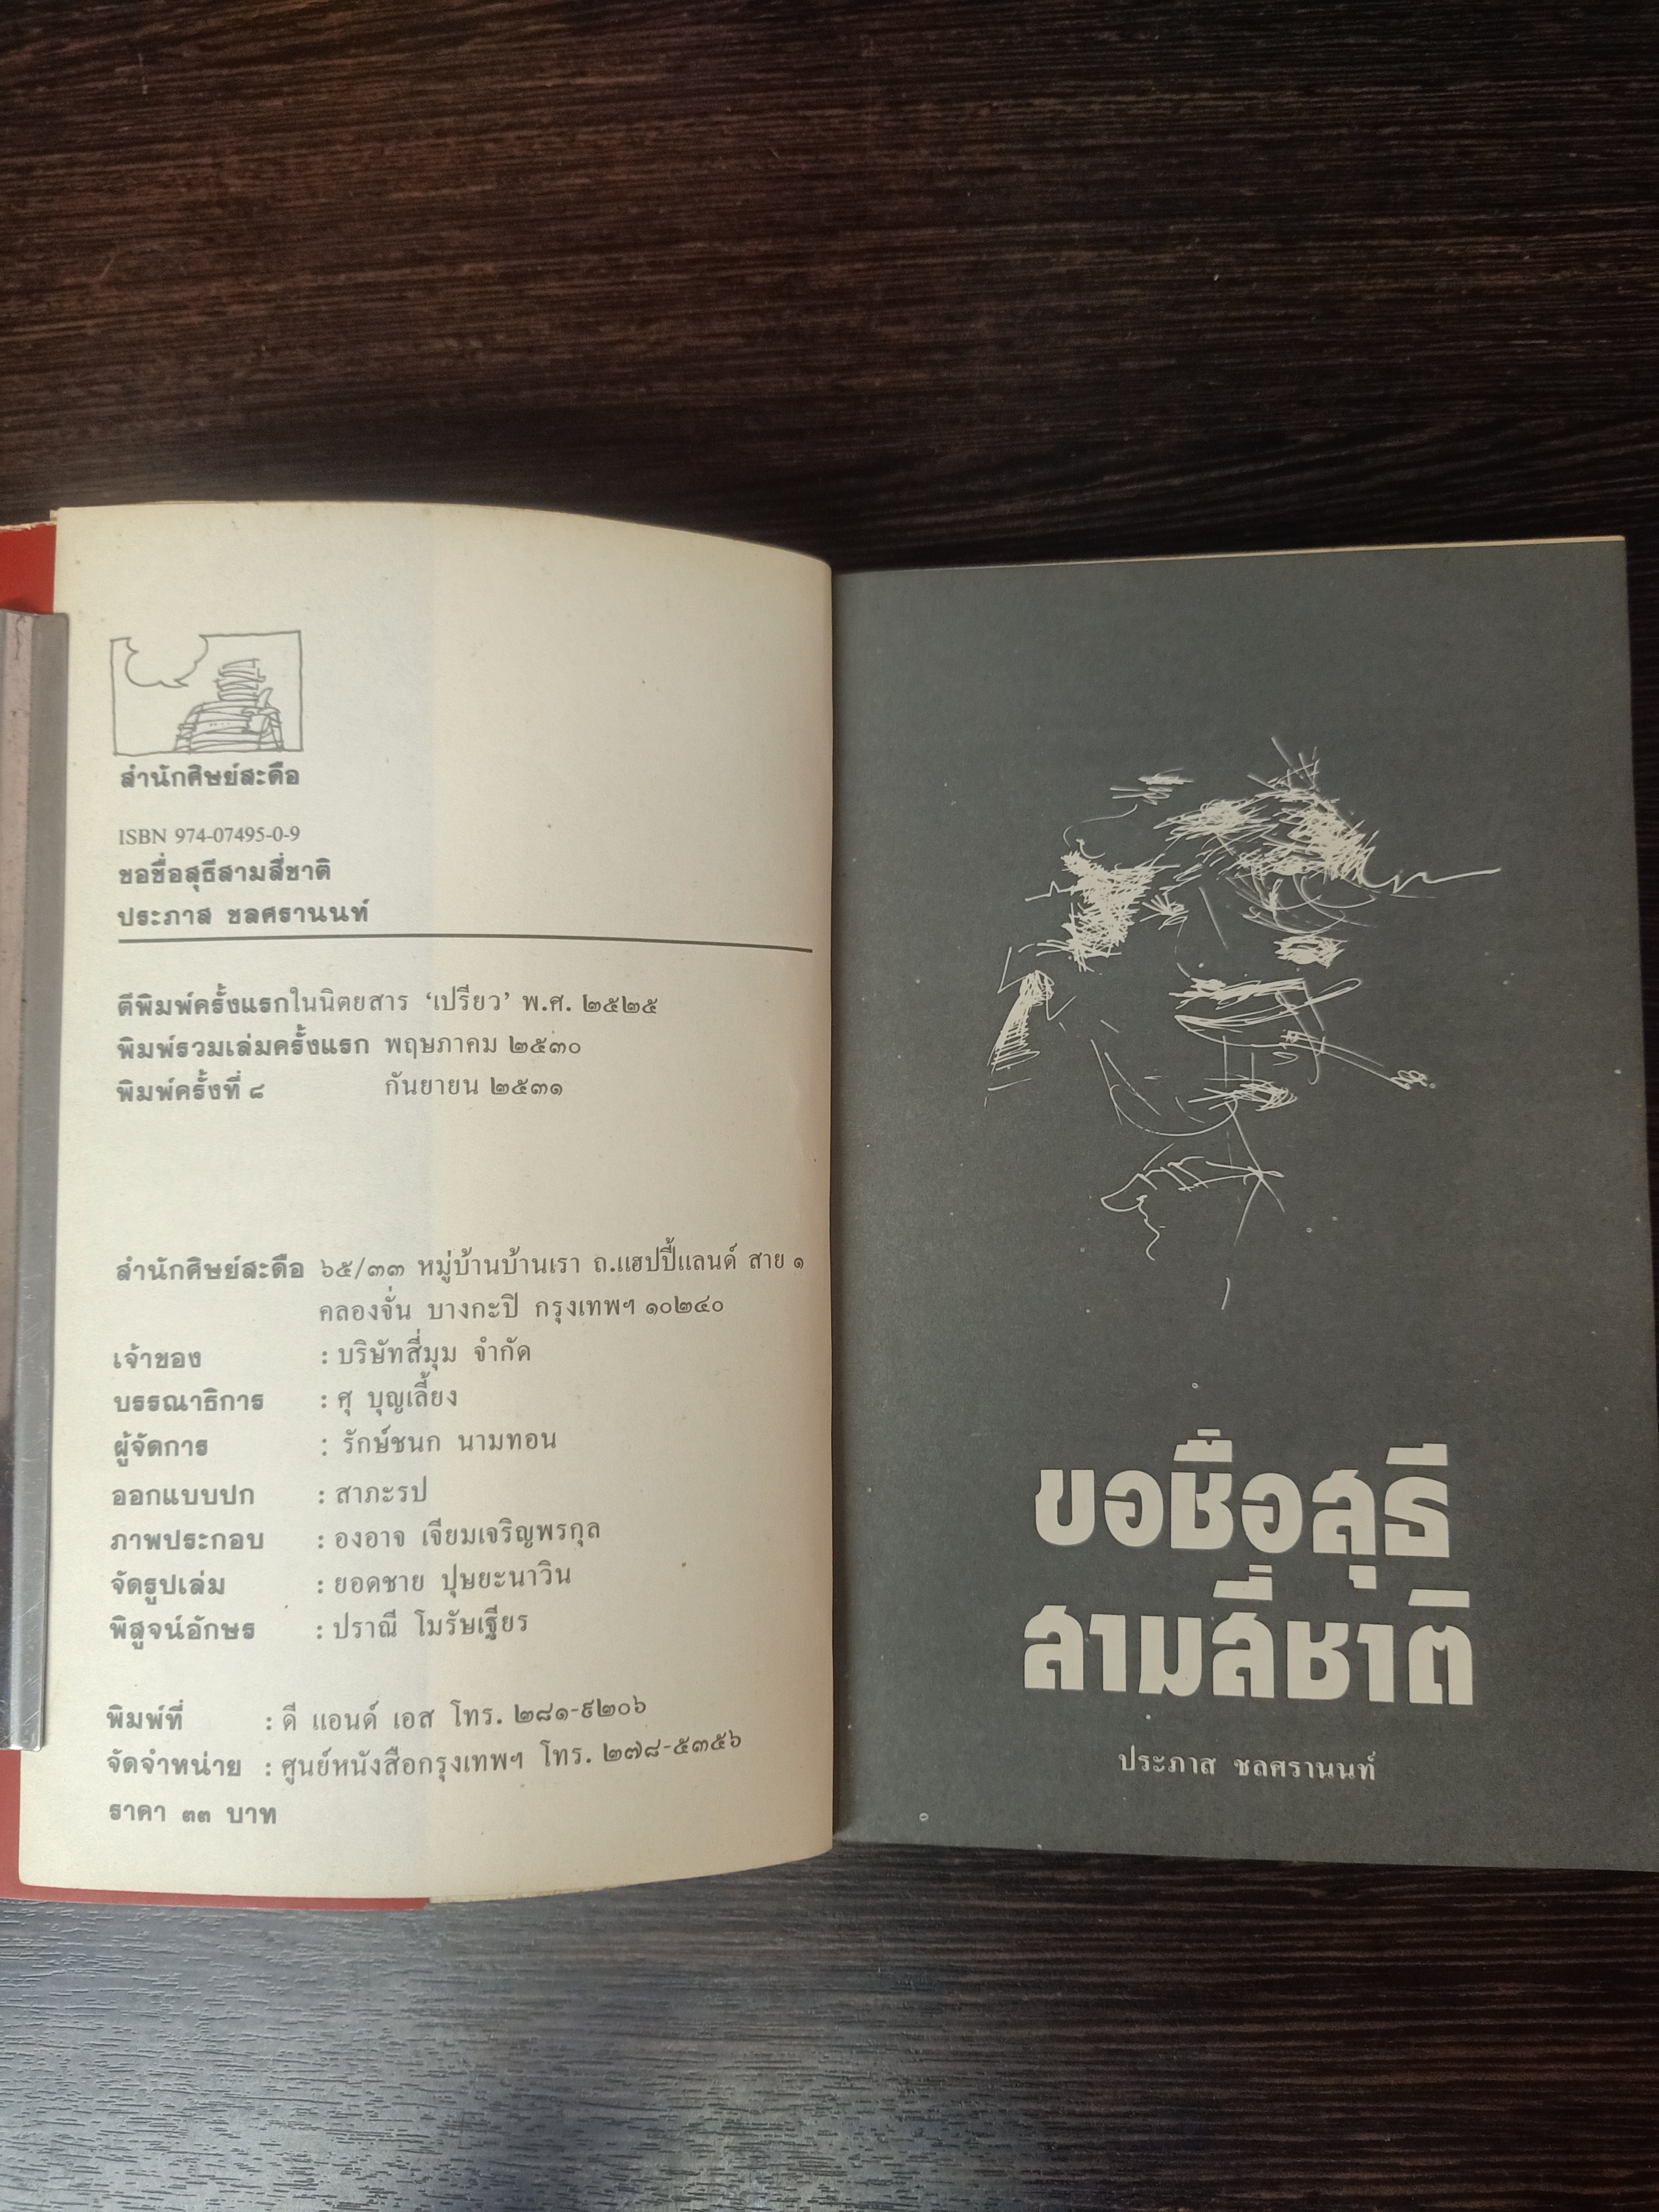 สำนักศิษย์สะดือ
ISBN 974-07495-0-9
ขอชื่อสุธีสามสี่ชาติ
ประภาส ชลศรานนท์
ตีพิมพ์ครั้งแรกในนิตยสาร ‘เปรียว’ พ.ศ. ๒๕๒๕
พิมพ์รวมเล่มครั้งแรก พฤษภาคม ๒๕๓๐
พิมพ์ครั้งที่ ๘ กันยายน ๒๕๓๑
สำนักศิษย์สะดือ ๖๕/๓๓ หมู่บ้านบ้านเรา ถ.แฮปปี้แลนด์ สาย ๑
คลองจั่น บางกะปิ กรุงเทพฯ ๑๐๒๔๐
เจ้าของ : บริษัทสี่มุม จำกัด
บรรณาธิการ : ศุ บุญเลี้ยง
ผู้จัดการ : รักษ์ชนก นามทอน
ออกแบบปก : สาภะรป
ภาพประกอบ : องอาจ เจียมเจริญพรกุล
จัดรูปเล่ม : ยอดชาย ปุษยะนาวิน
พิสูจน์อักษร : ปราณี โมรัษเฐียร
พิมพ์ที่ : ดี แอนด์ เอส โทร. ๒๘๑-๙๒๐๖
จัดจำหน่าย : ศูนย์หนังสือกรุงเทพฯ โทร. ๒๗๘-๕๓๕๖
ราคา ๓๓ บาท
ขอชื่อสุธี
สามสี่ชาติ
ประภาส ชลศรานนท์